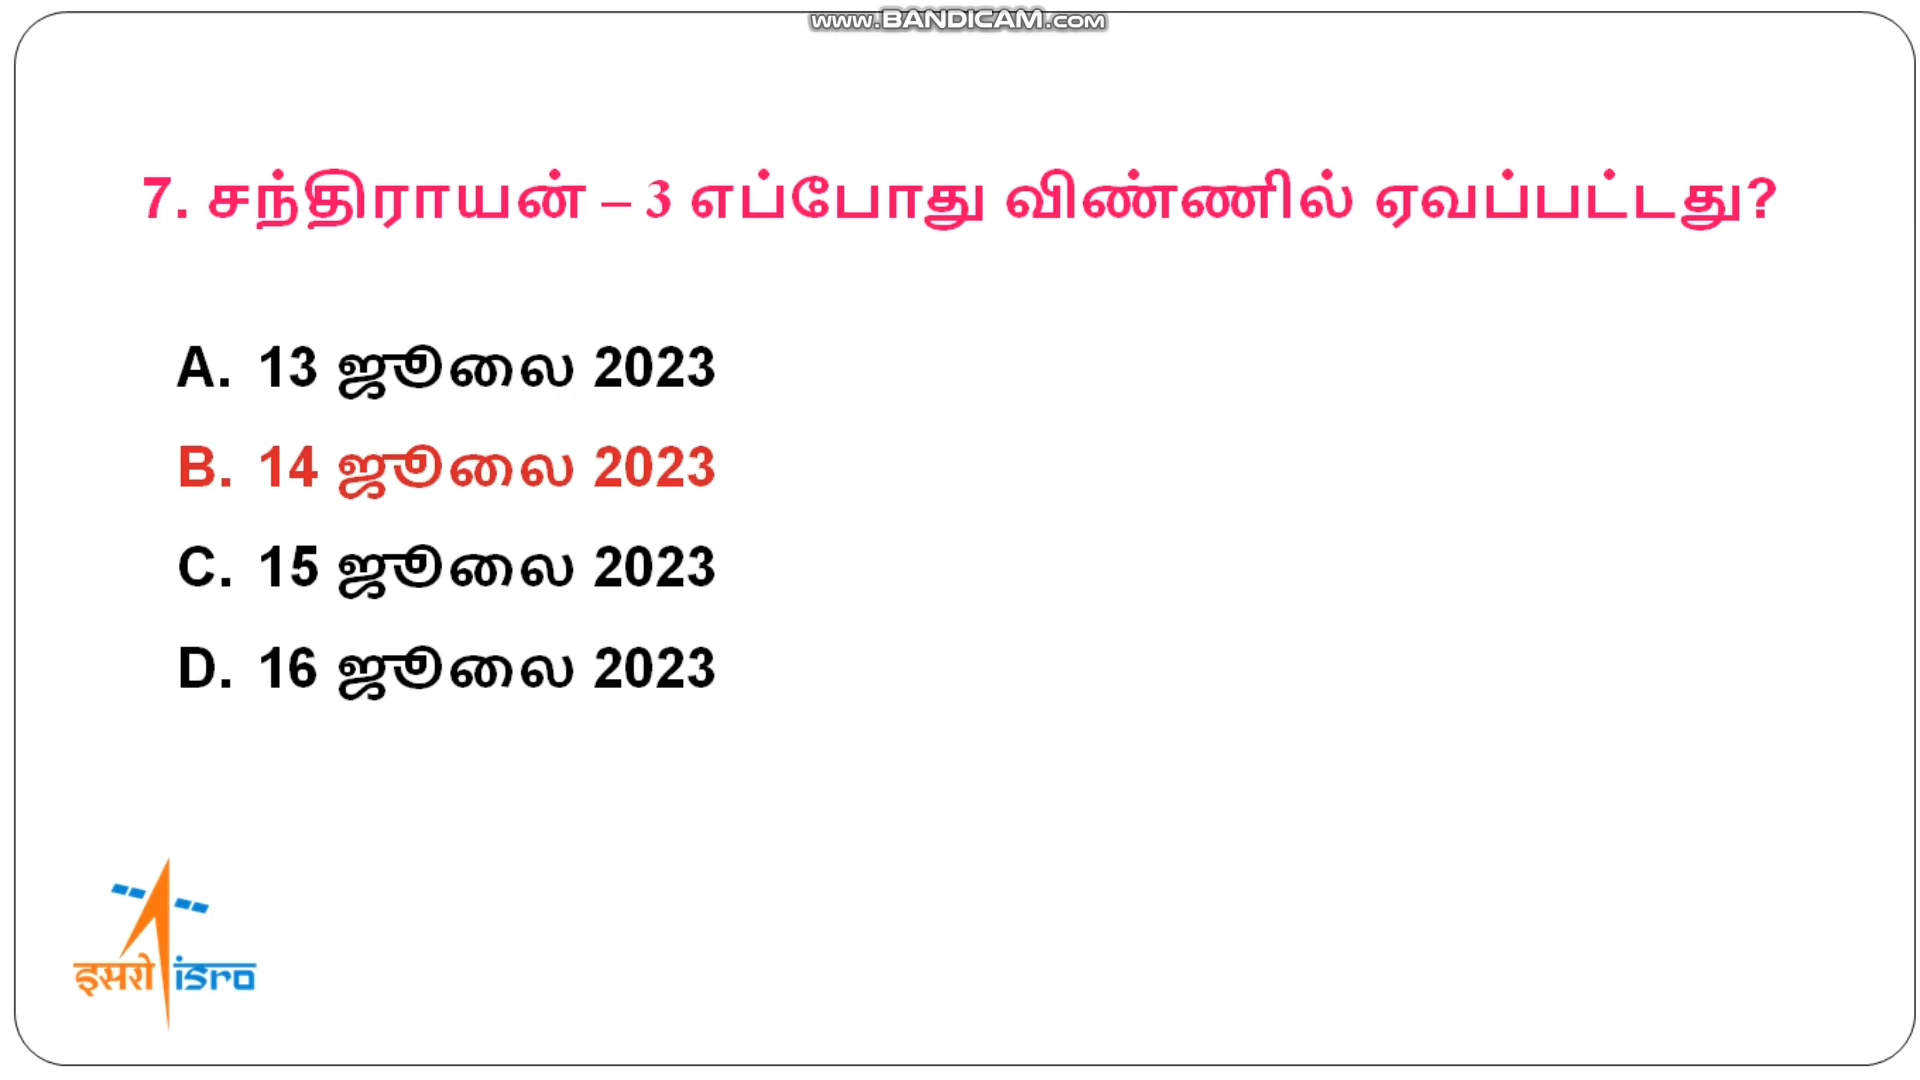 www.BANDICAM.com
7. சந்திராயன் – 3 எப்போது விண்ணில் ஏவப்பட்டது?
A. 13 ஜூலை 2023
B. 14 ஜூலை 2023
C. 15 ஜூலை 2023
D. 16 ஜூலை 2023
इसरो isro